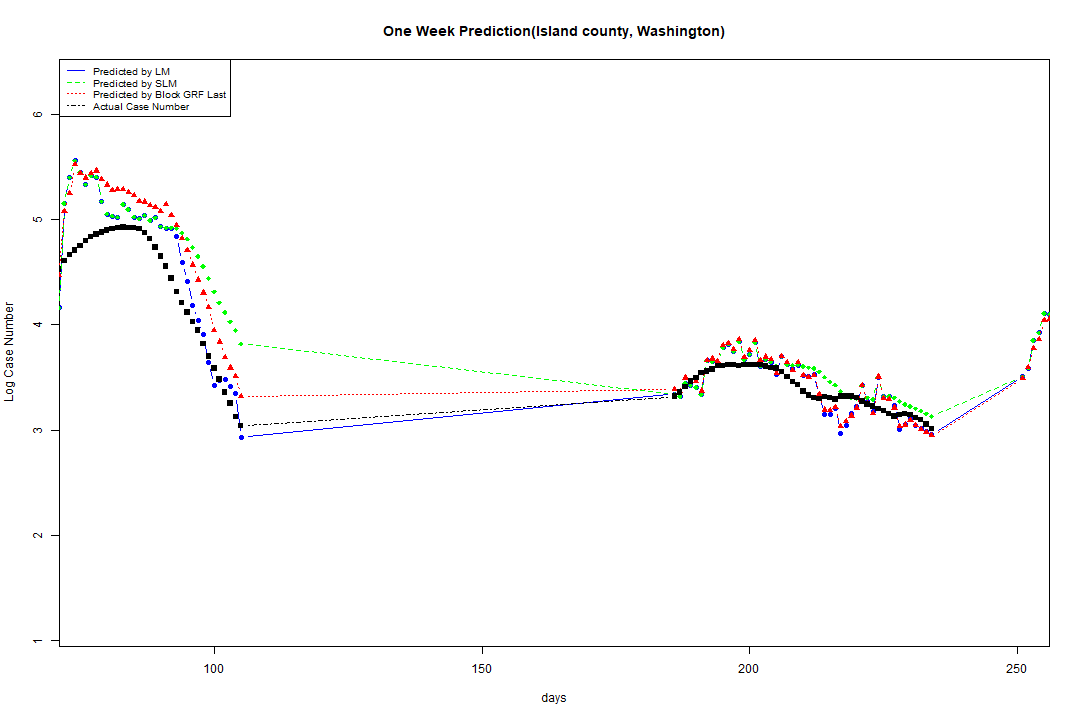 One Week Prediction(Island county, Washington)
Predicted by LM
Predicted by SLM
Predicted by Block GRF Last
Actual Case Number
6
5
4
3
2
1
Log Case Number
100
150
200
250
days